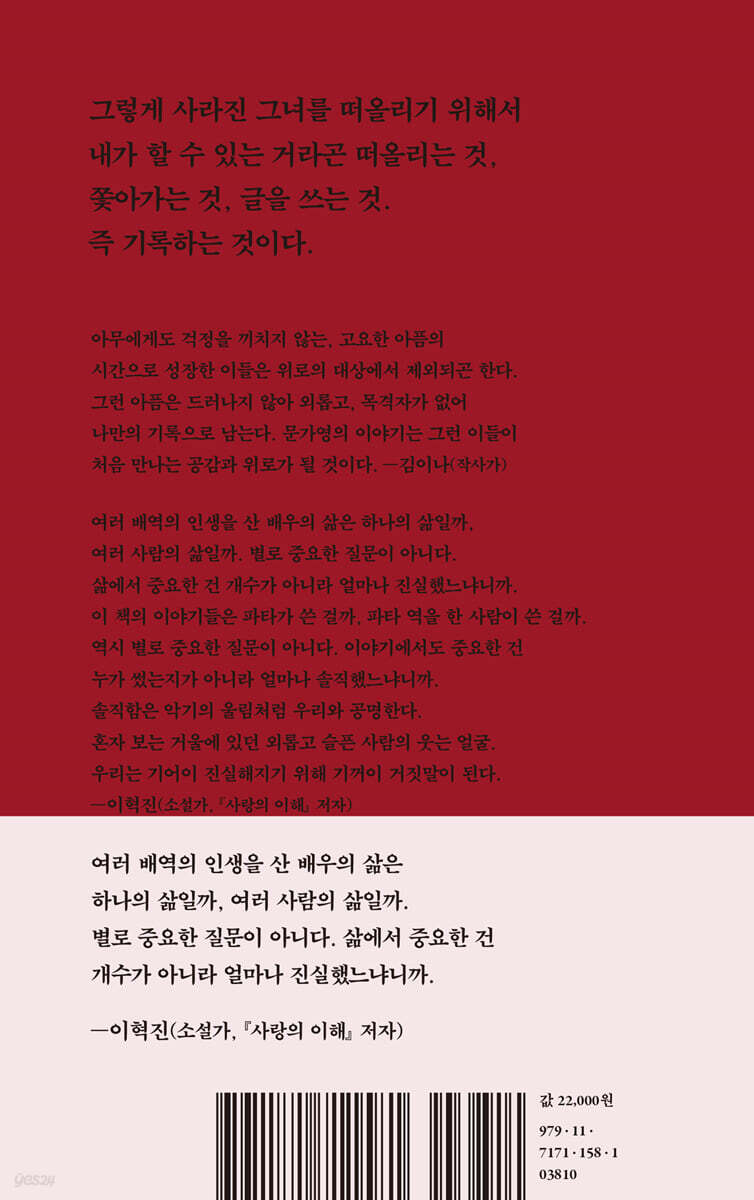 그렇게 사라진 그녀를 떠올리기 위해서
내가 할 수 있는 거라곤 떠올리는 것,
쫓아가는 것, 글을 쓰는 것.
즉 기록하는 것이다.
아무에게도 걱정을 끼치지 않는, 고요한 아픔의
시간으로 성장한 이들은 위로의 대상에서 제외되곤 한다.
그런 아픔은 드러나지 않아 외롭고, 목격자가 없어
나만의 기록으로 남는다. 문가영의 이야기는 그런 이들이
처음 만나는 공감과 위로가 될 것이다. —김이나(작사가)
여러 배역의 인생을 산 배우의 삶은 하나의 삶일까,
여러 사람의 삶일까. 별로 중요한 질문이 아니다.
삶에서 중요한 건 개수가 아니라 얼마나 진실했느냐니까.
이 책의 이야기들은 파타가 쓴 걸까, 파타 역을 한 사람이 쓴 걸까.
역시 별로 중요한 질문이 아니다. 이야기에서도 중요한 건
누가 썼는지가 아니라 얼마나 솔직했느냐니까.
솔직함은 악기의 울림처럼 우리와 공명한다.
혼자 보는 거울에 있던 외롭고 슬픈 사람의 웃는 얼굴.
우리는 기어이 진실해지기 위해 기꺼이 거짓말이 된다.
—이혁진(소설가, 『사랑의 이해』 저자)
여러 배역의 인생을 산 배우의 삶은
하나의 삶일까, 여러 사람의 삶일까.
별로 중요한 질문이 아니다. 삶에서 중요한 건
개수가 아니라 얼마나 진실했느냐니까.
—이혁진(소설가, 『사랑의 이해』 저자)
값 22,000원
979·11·
7171·158·1
03810
yes24